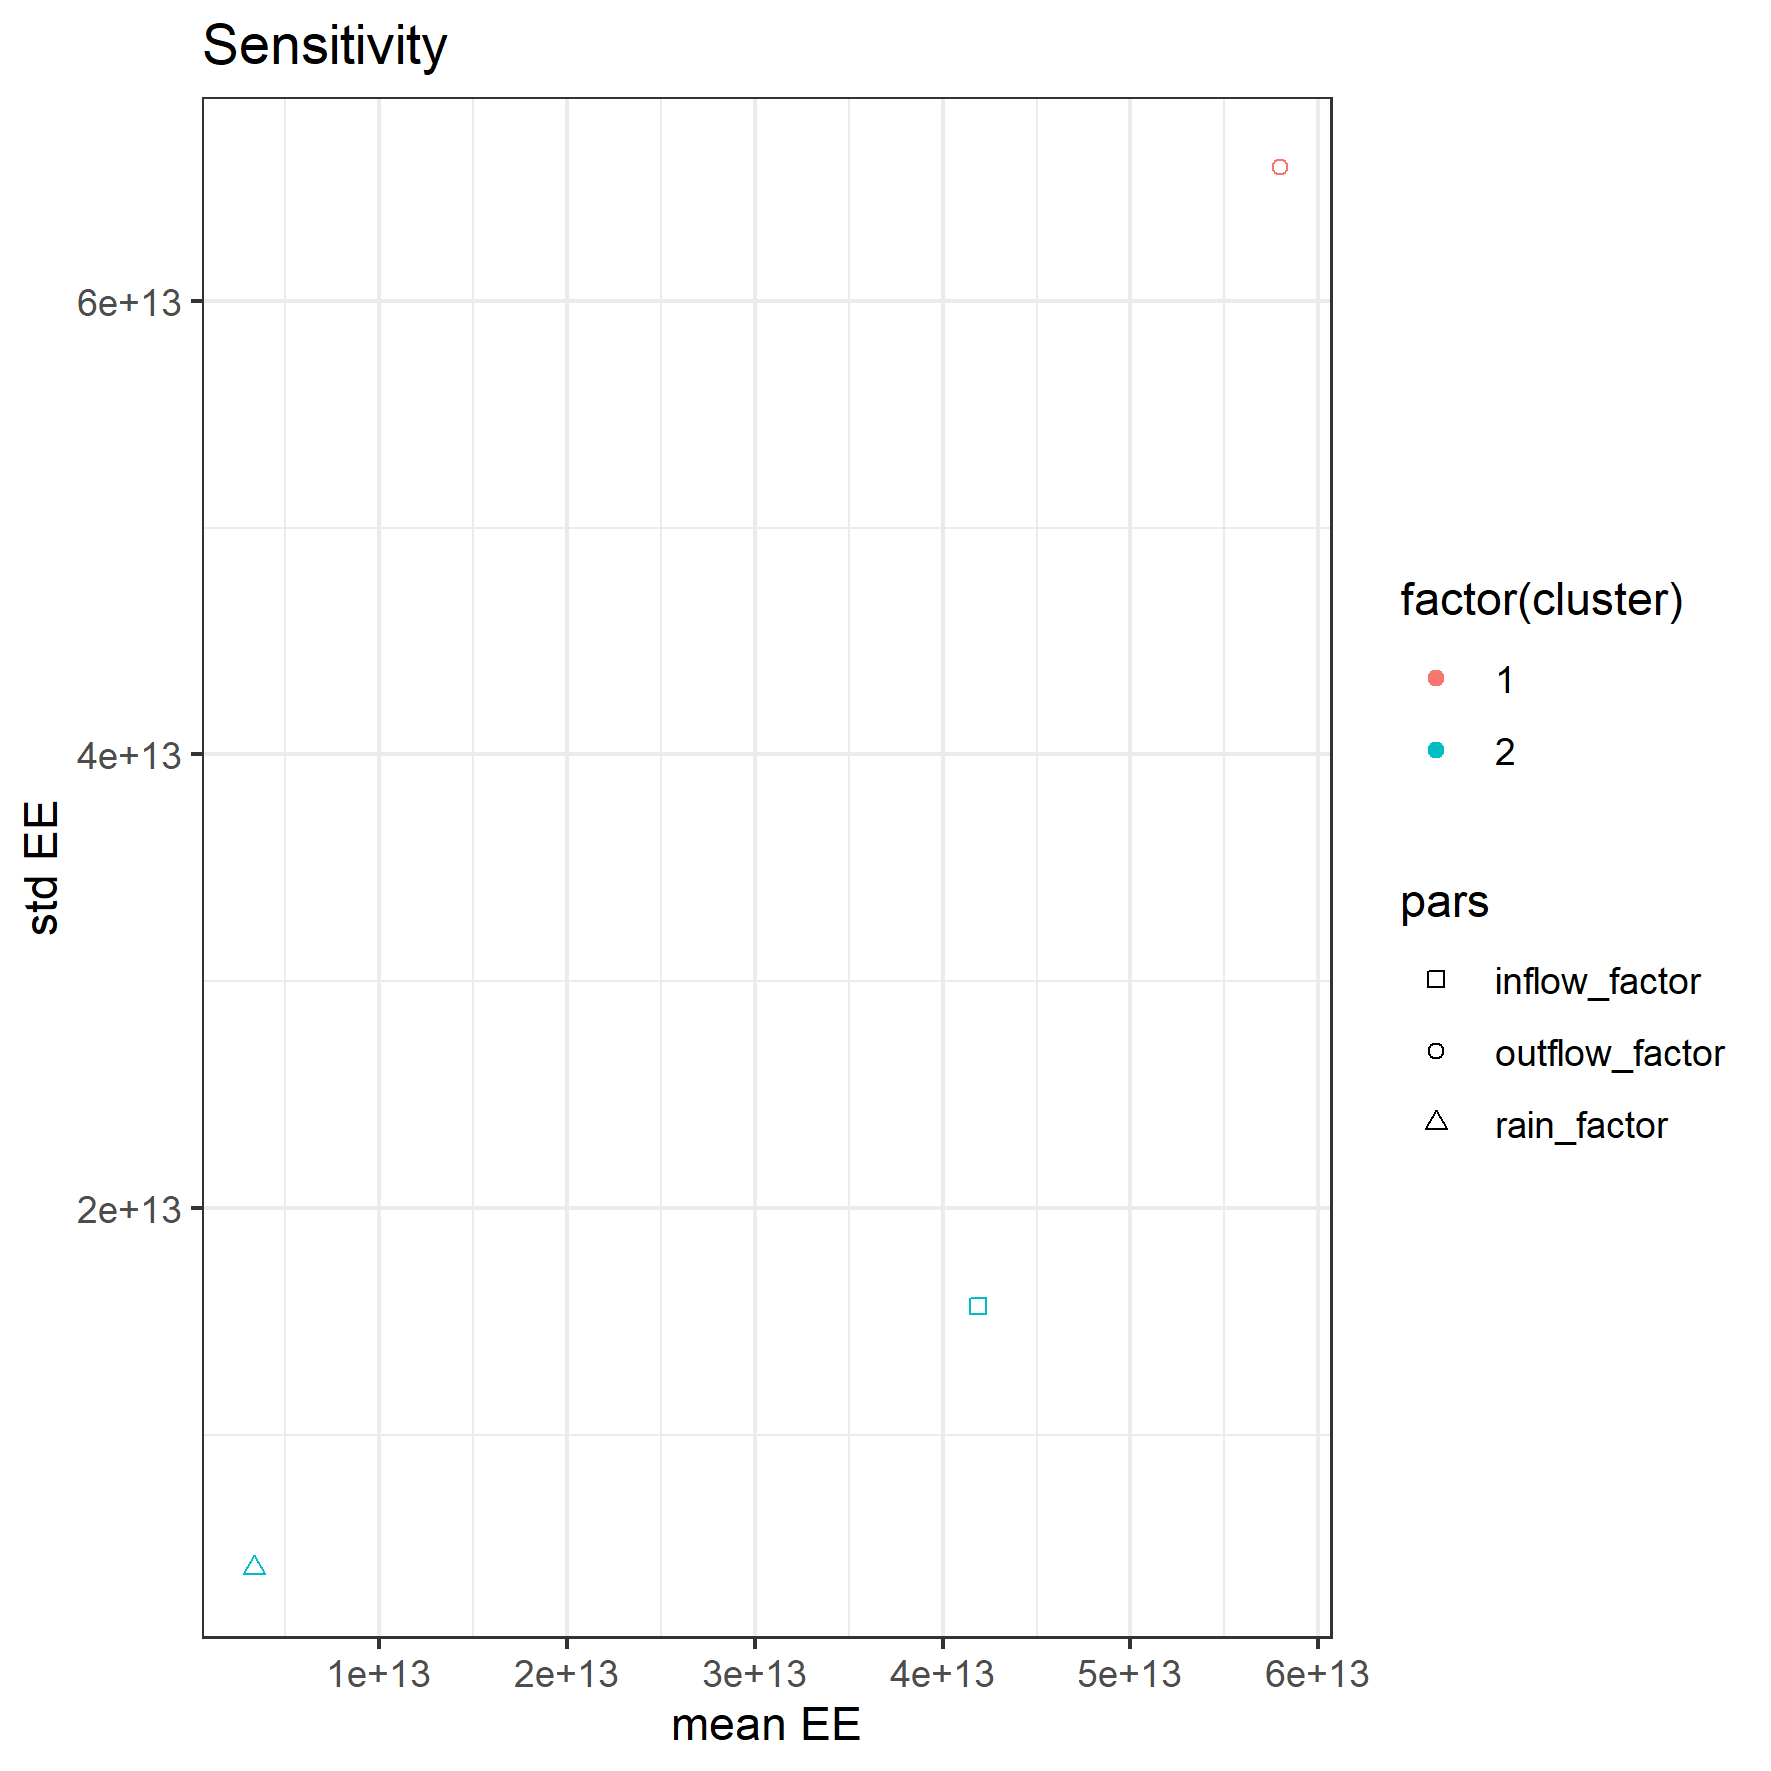 Sensitivity
6e+13
4e+13
2e+13
std EE
1e+13
2e+13
3e+13
4e+13
5e+13
6e+13
mean EE
factor(cluster)
1
2
pars
inflow_factor
outflow_factor
rain_factor